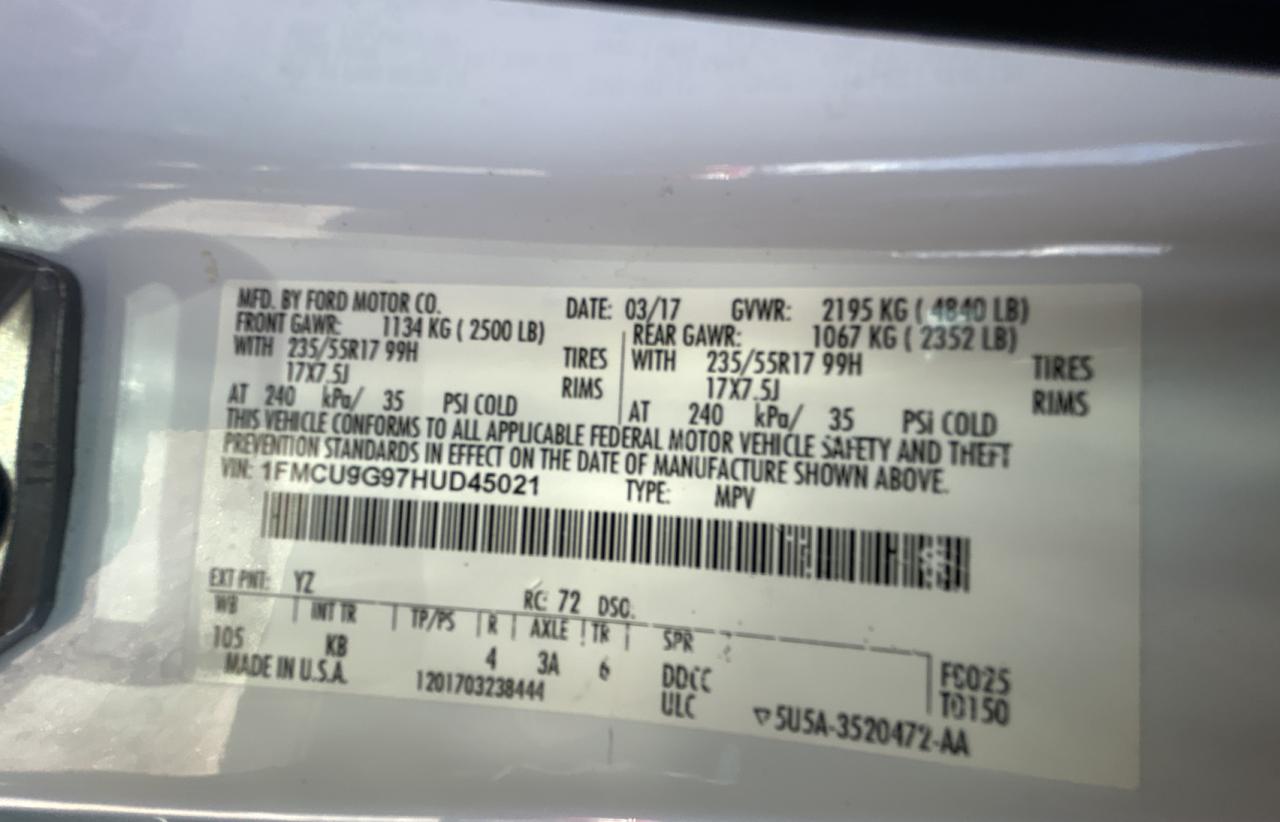 MFD. BY FORD MOTOR CO. DATE: 03/17 GVWR: 2195 KG ( 4840 LB)
FRONT GAWR: 1134 KG ( 2500 LB) REAR GAWR: 1067 KG ( 2352 LB)
WITH 235/55R17 99H TIRES WITH 235/55R17 99H TIRES
17X7.5J RIMS 17X7.5J RIMS
AT 240 kPa/ 35 PSI COLD AT 240 kPa/ 35 PSI COLD
THIS VEHICLE CONFORMS TO ALL APPLICABLE FEDERAL MOTOR VEHICLE SAFETY AND THEFT
PREVENTION STANDARDS IN EFFECT ON THE DATE OF MANUFACTURE SHOWN ABOVE.
VIN: 1FMCU9G97HUD45021 TYPE: MPV
EXT PNT: YZ RC: 72 DSO:
WB INT TR TP/PS R AXLE TR SPR
105 KB 4 3A 6 DDCC FS025
MADE IN U.S.A. 1201703238444 ULC T0150
5U5A-3520472-AA